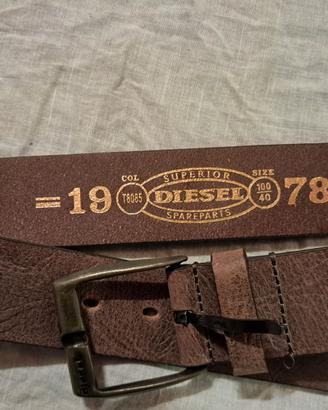 =19 78
COL
T8085
SUPERIOR
DIESEL
SPAREPARTS
SIZE
100
40